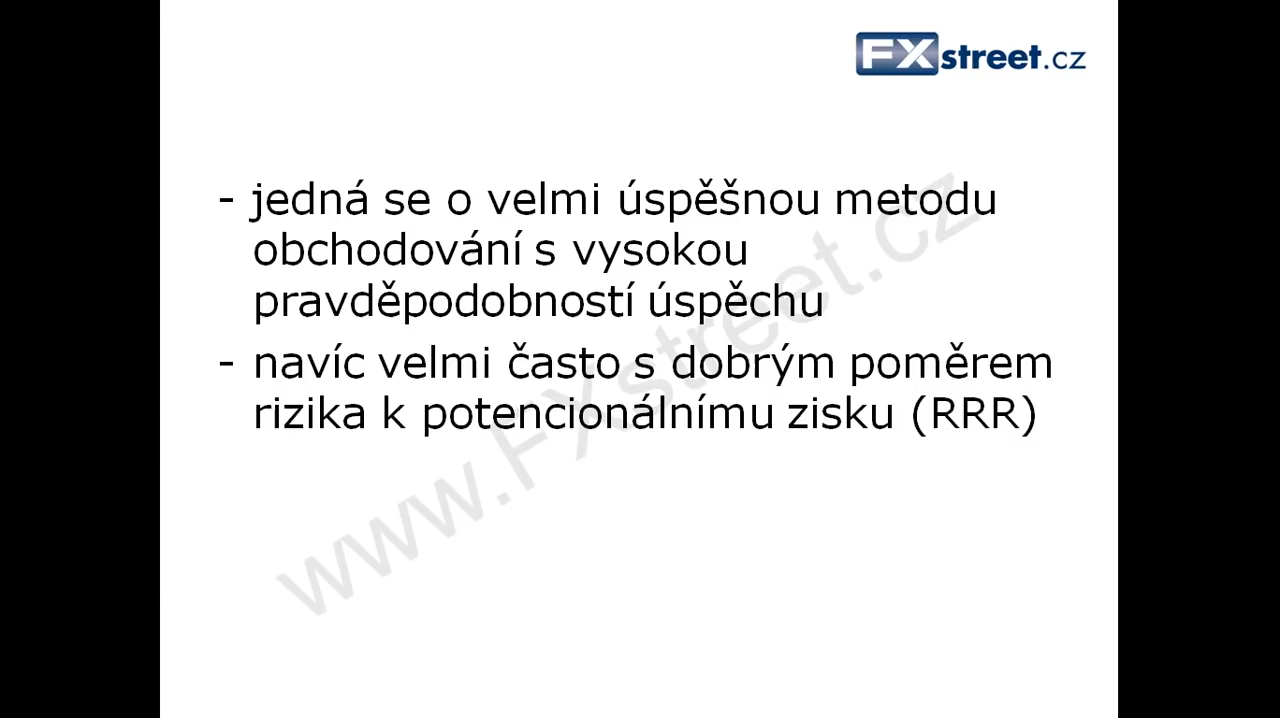 FXstreet.cz
- jedná se o velmi úspěšnou metodu
obchodování s vysokou
pravděpodobností úspěchu
- navíc velmi často s dobrým poměrem
rizika k potencionálnímu zisku (RRR)
www.FXstreet.cz